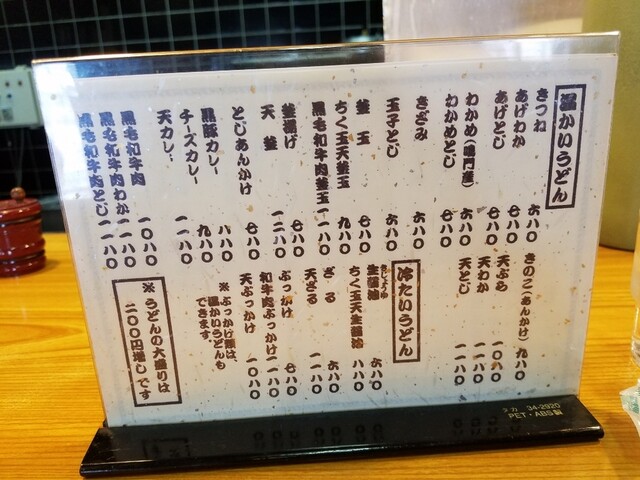 温かいうどん
きつね 六八〇
あげわか 七八〇
あげとじ 七八〇
わかめ(鳴門産) 七八〇
わかめとじ 七八〇
きざみ 六八〇
玉子とじ 六八〇
釜玉 七八〇
ちく玉天釜玉 九八〇
黒毛和牛肉釜玉 一一八〇
釜揚げ 七八〇
天釜 一二八〇
とじあんかけ 七八〇
黒豚カレー 八八〇
チーズカレー 九八〇
天カレー 一一八〇
黒毛和牛肉 一〇八〇
黒毛和牛肉わか 一一八〇
黒毛和牛肉とじ 一一八〇
きのこ(あんかけ) 九八〇
天ぷら 一〇八〇
天わか 一一八〇
天とじ 一一八〇
冷たいうどん
きじょうゆ
生醤油 六八〇
ちく玉天生醤油 八八〇
ざる 六八〇
天ざる 一一八〇
ぶっかけ 七八〇
和牛肉ぶっかけ 一一八〇
天ぶっかけ 一〇八〇
※ ぶっかけ類は、
温かいうどんも
できます。
※ うどんの大盛りは
二〇〇円増しです
34-2920
PET・ABS製